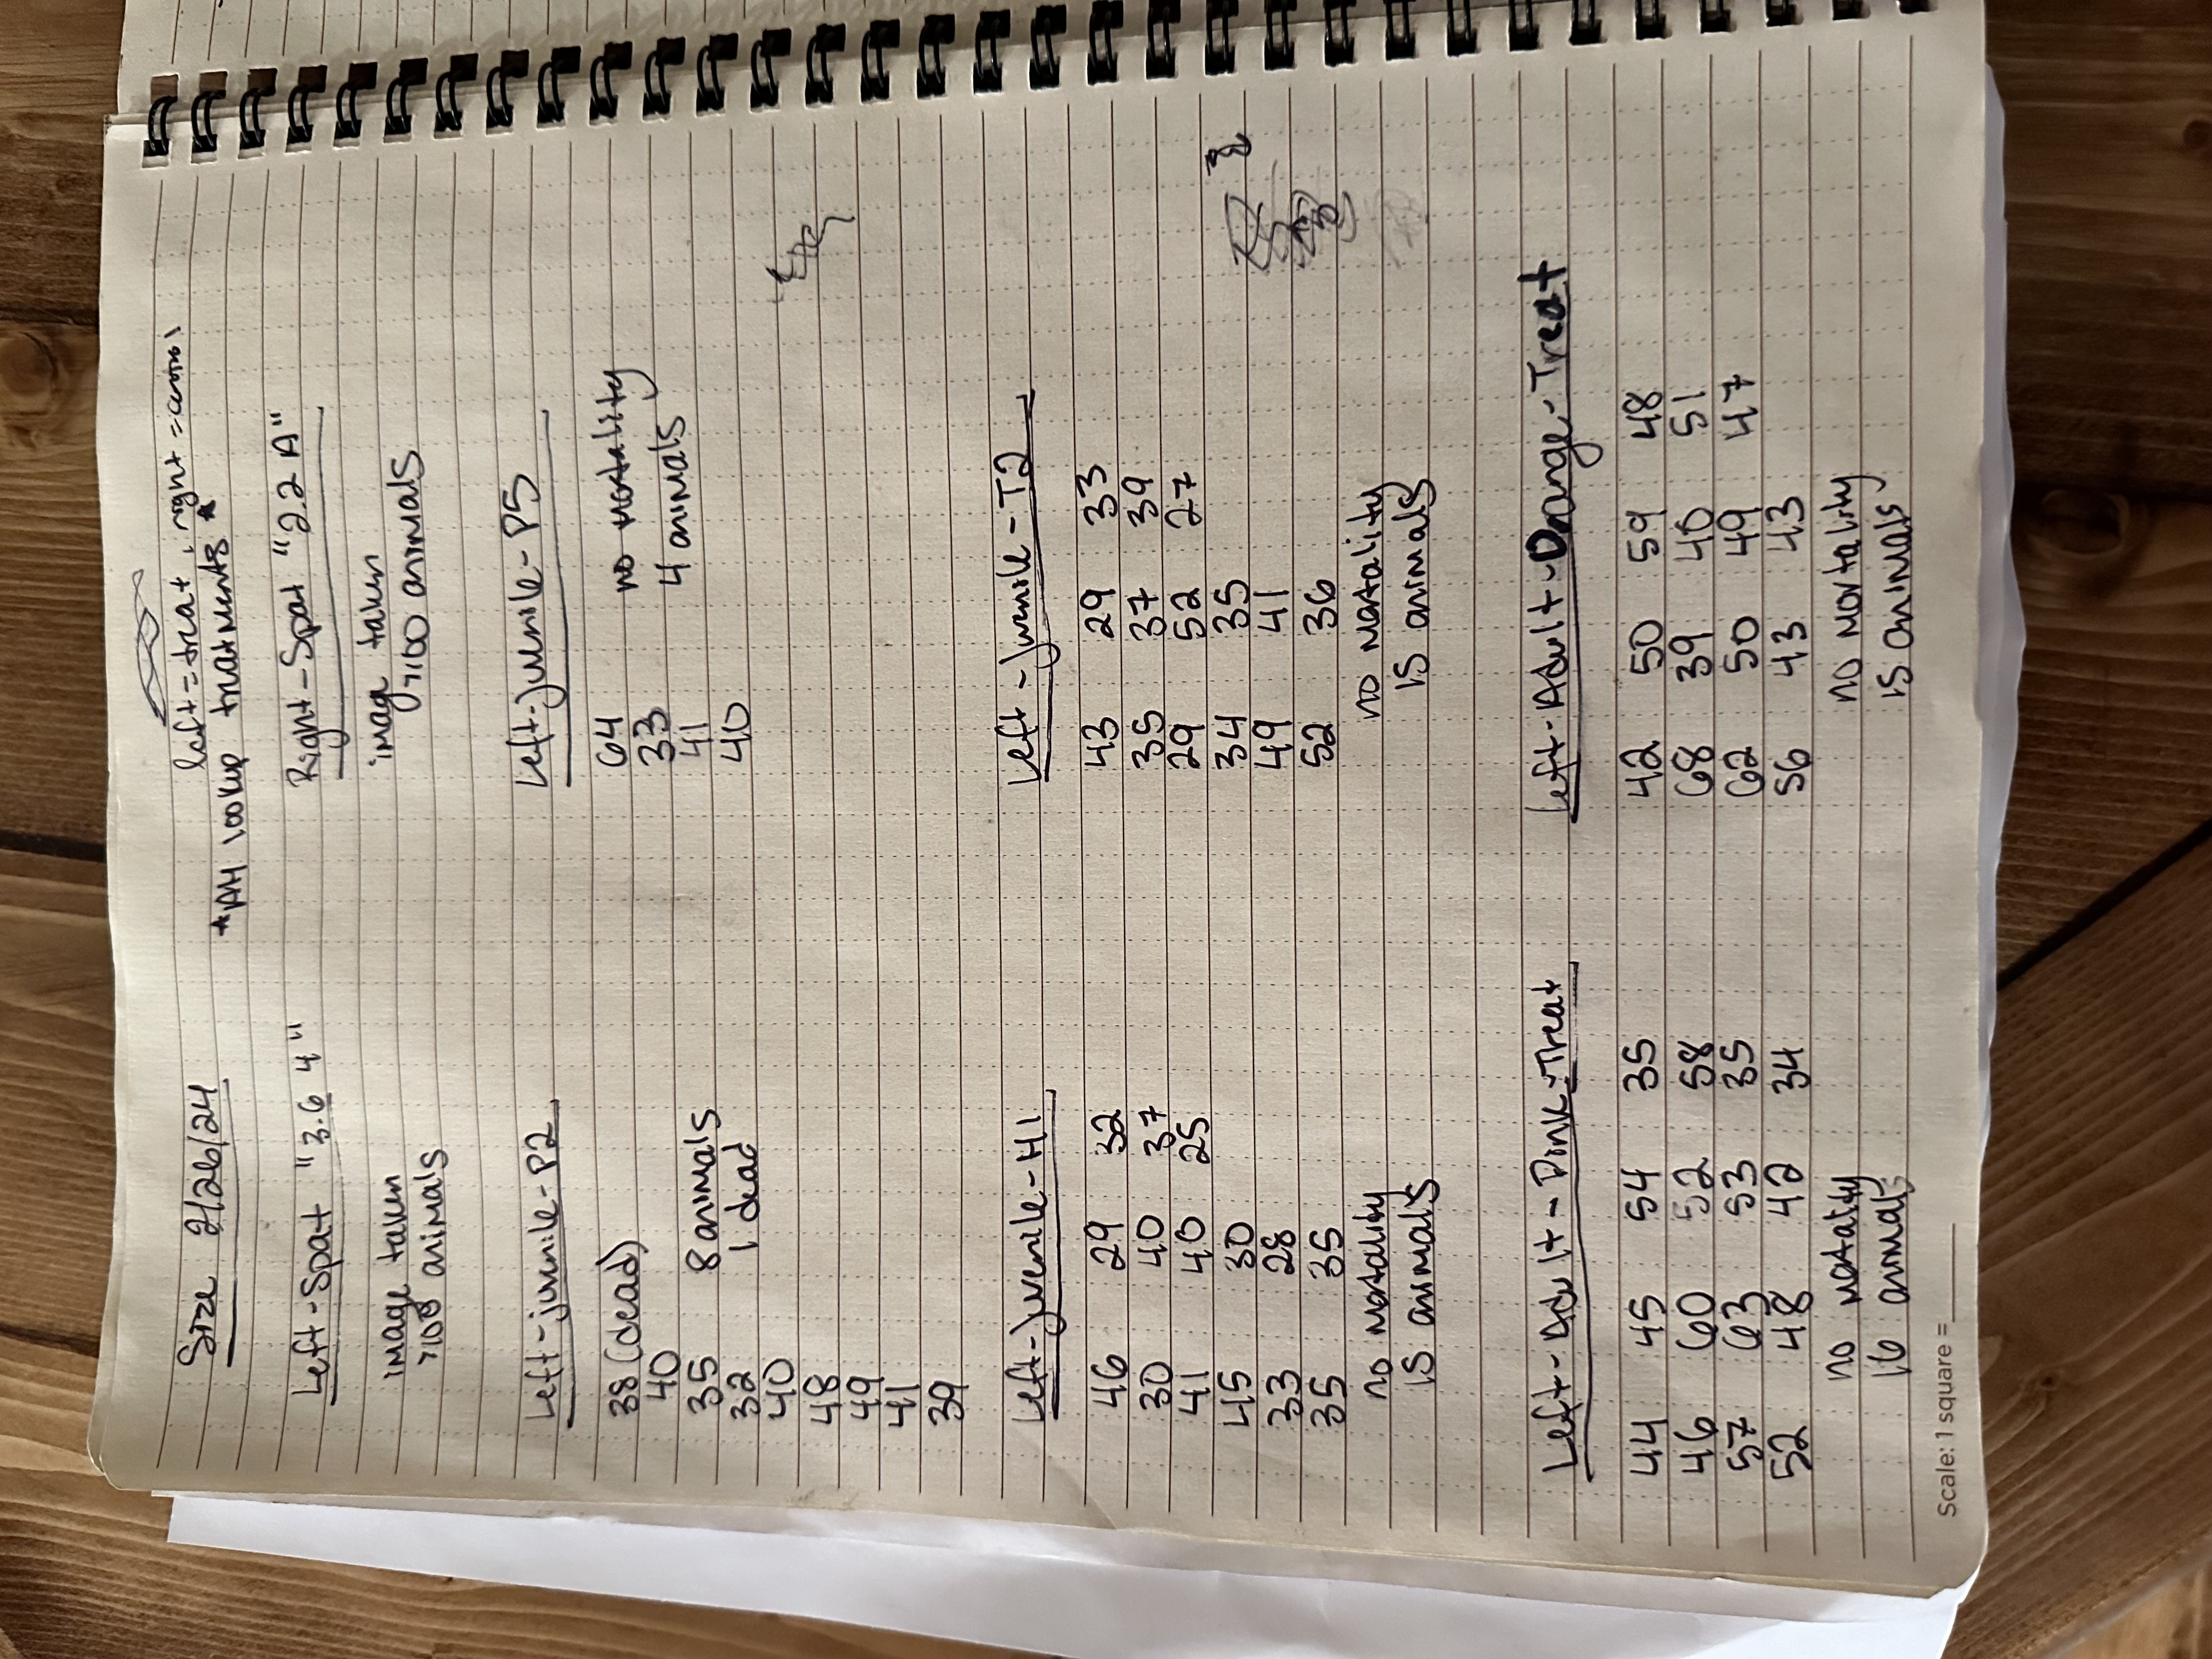 left=treat, right=control
Size 2/26/24
*AH lookup treatments*
Left-Spat "3.6 4"
image taken
>100 animals
Right-Spat "2.2 A"
image taken
>100 animals
Left-juvenile-P2
38 (dead)
40
35 8 animals
32 1 dead
40
48
49
41
39
Left-juvenile-P5
64 no mortality
33
41 4 animals
40
Left-juvenile-H1
46 29 32
30 40 37
41 40 25
45 30
33 28
35 35
no mortality
15 animals
Left-juvenile-T2
43 29 33
35 37 39
29 52 27
34 35
49 41
52 36
no mortality
15 animals
Left-Adult-Pink-Treat
44 45 54 35
46 60 52 58
57 63 53 35
52 48 42 34
no mortality
16 animals
Left-Adult-Orange-Treat
42 50 59 48
68 39 40 51
62 50 49 47
56 43 43
no mortality
15 animals
Scale: 1 square =